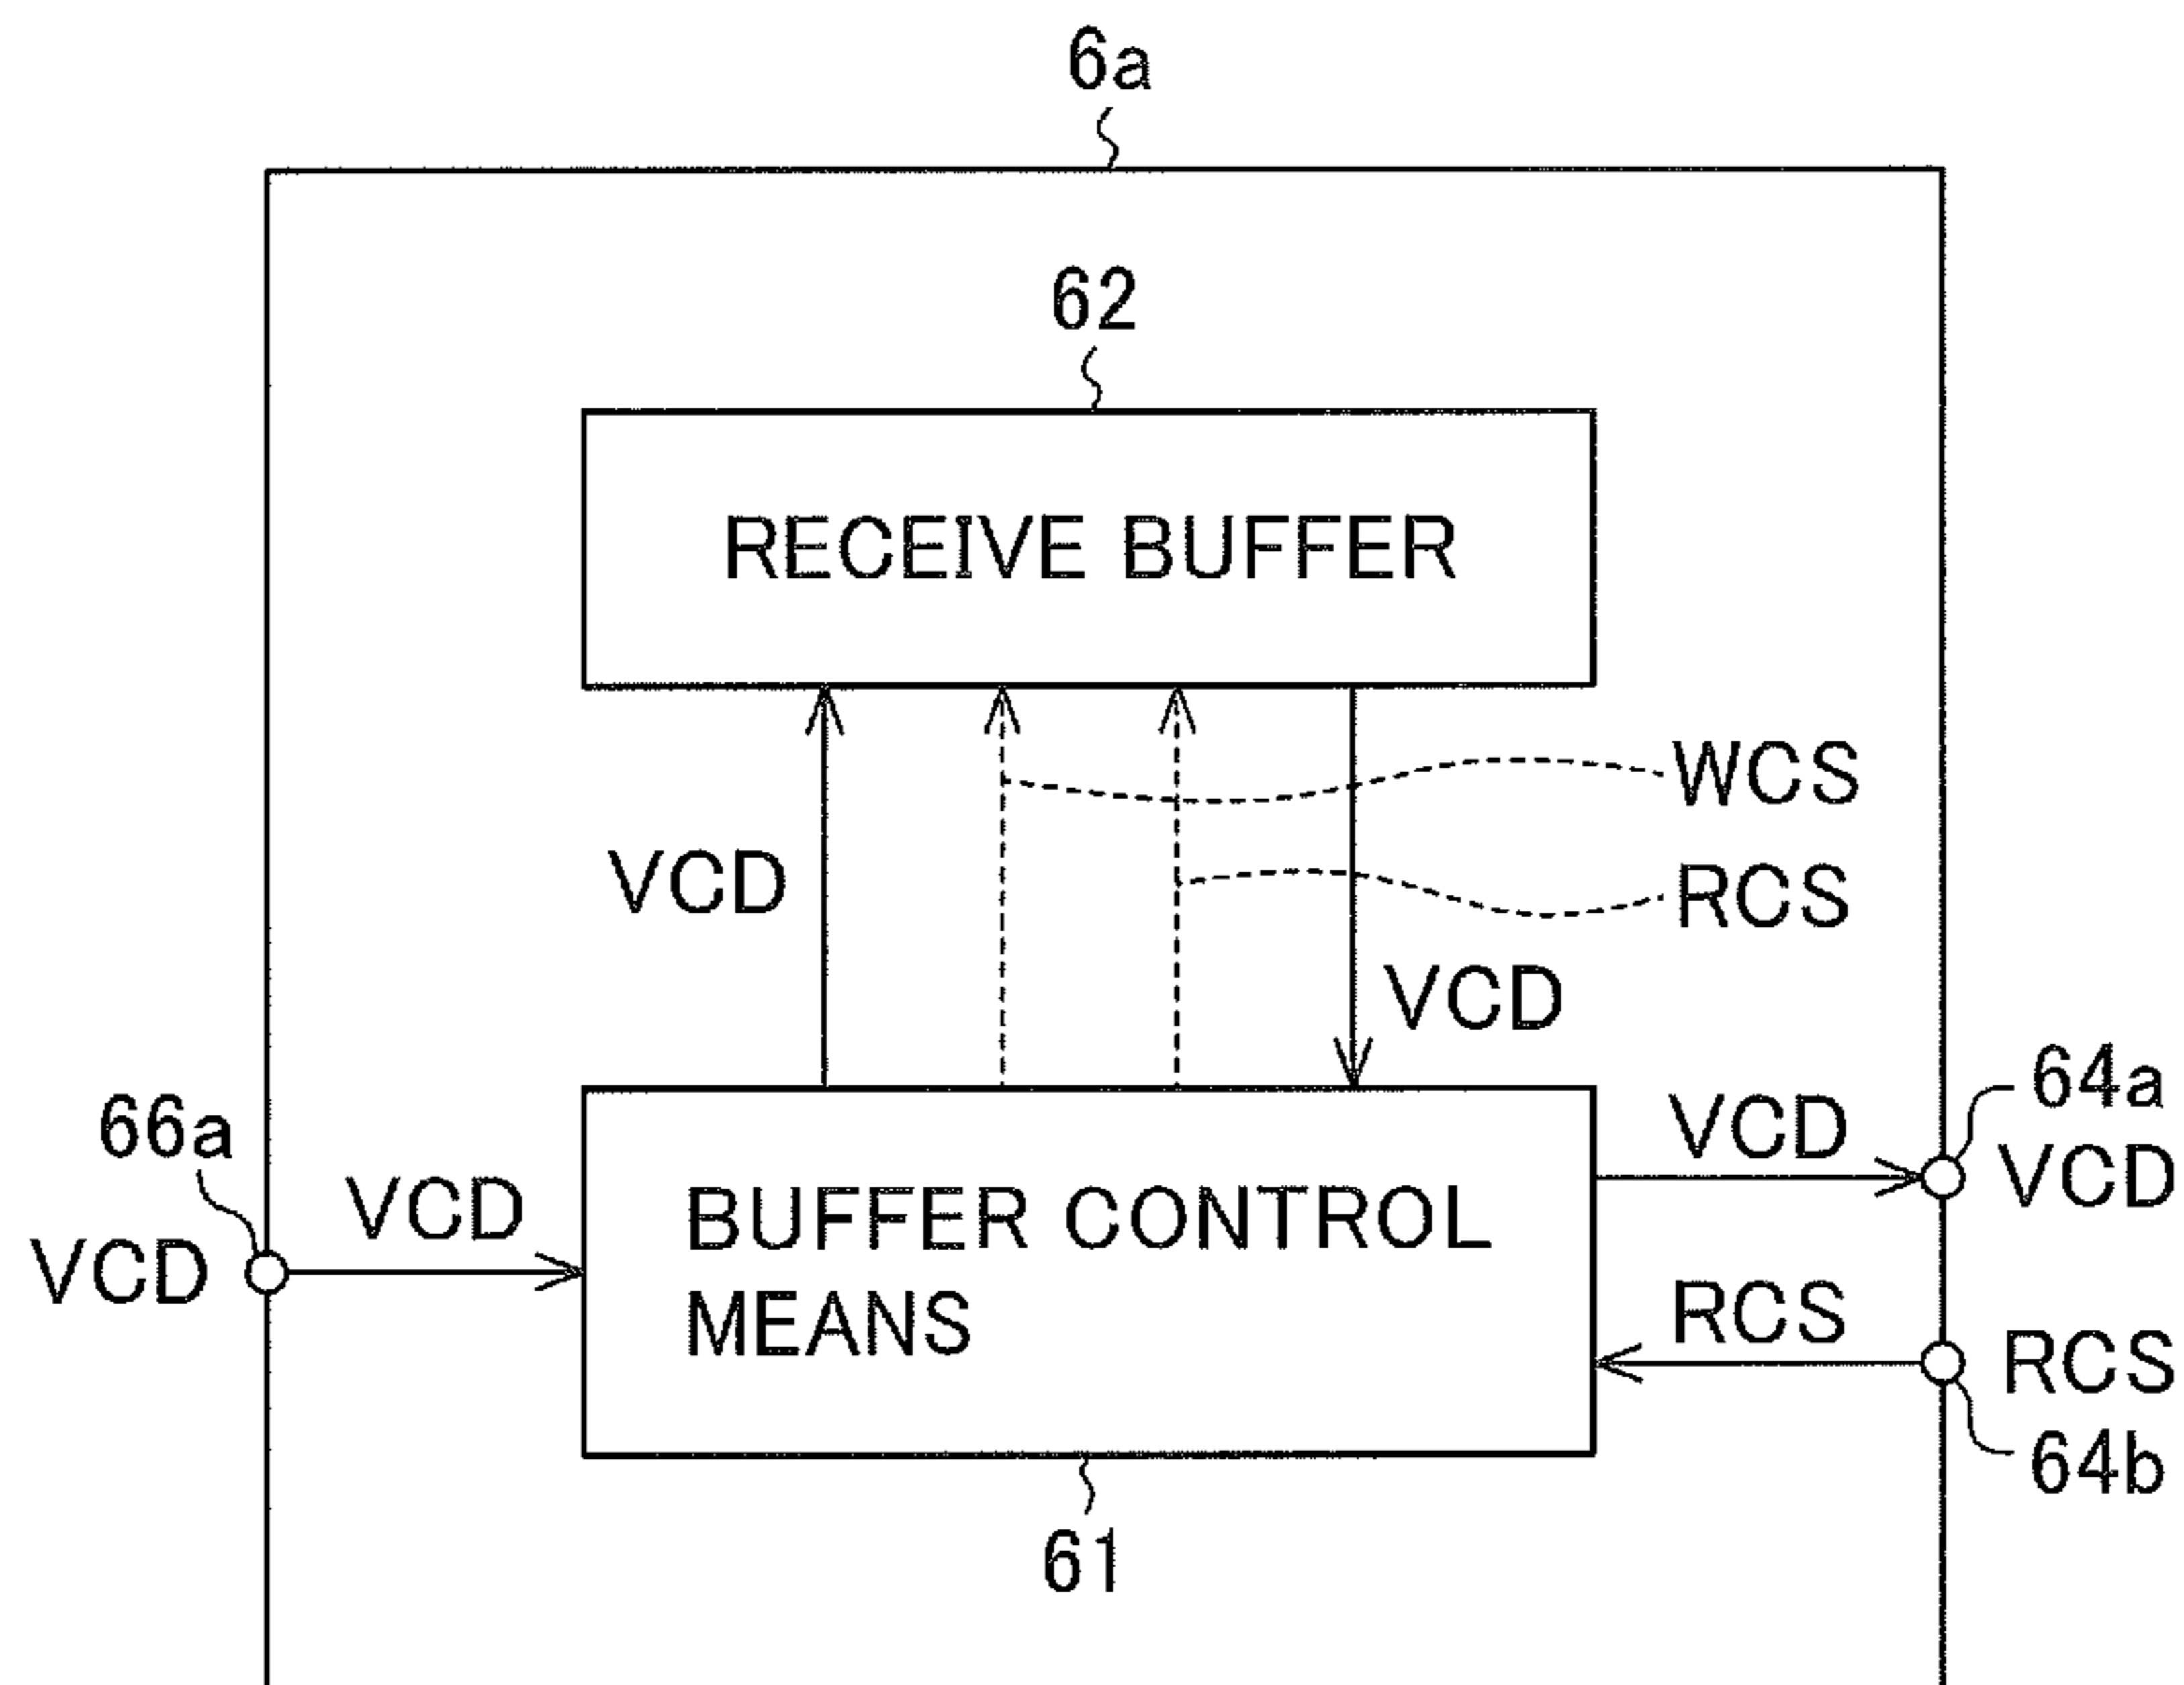 6a
62
RECEIVE BUFFER
WCS
VCD
RCS
VCD
64a
66a
VCD
VCD
VCD
VCD
BUFFER CONTROL
MEANS
RCS
RCS
64b
61